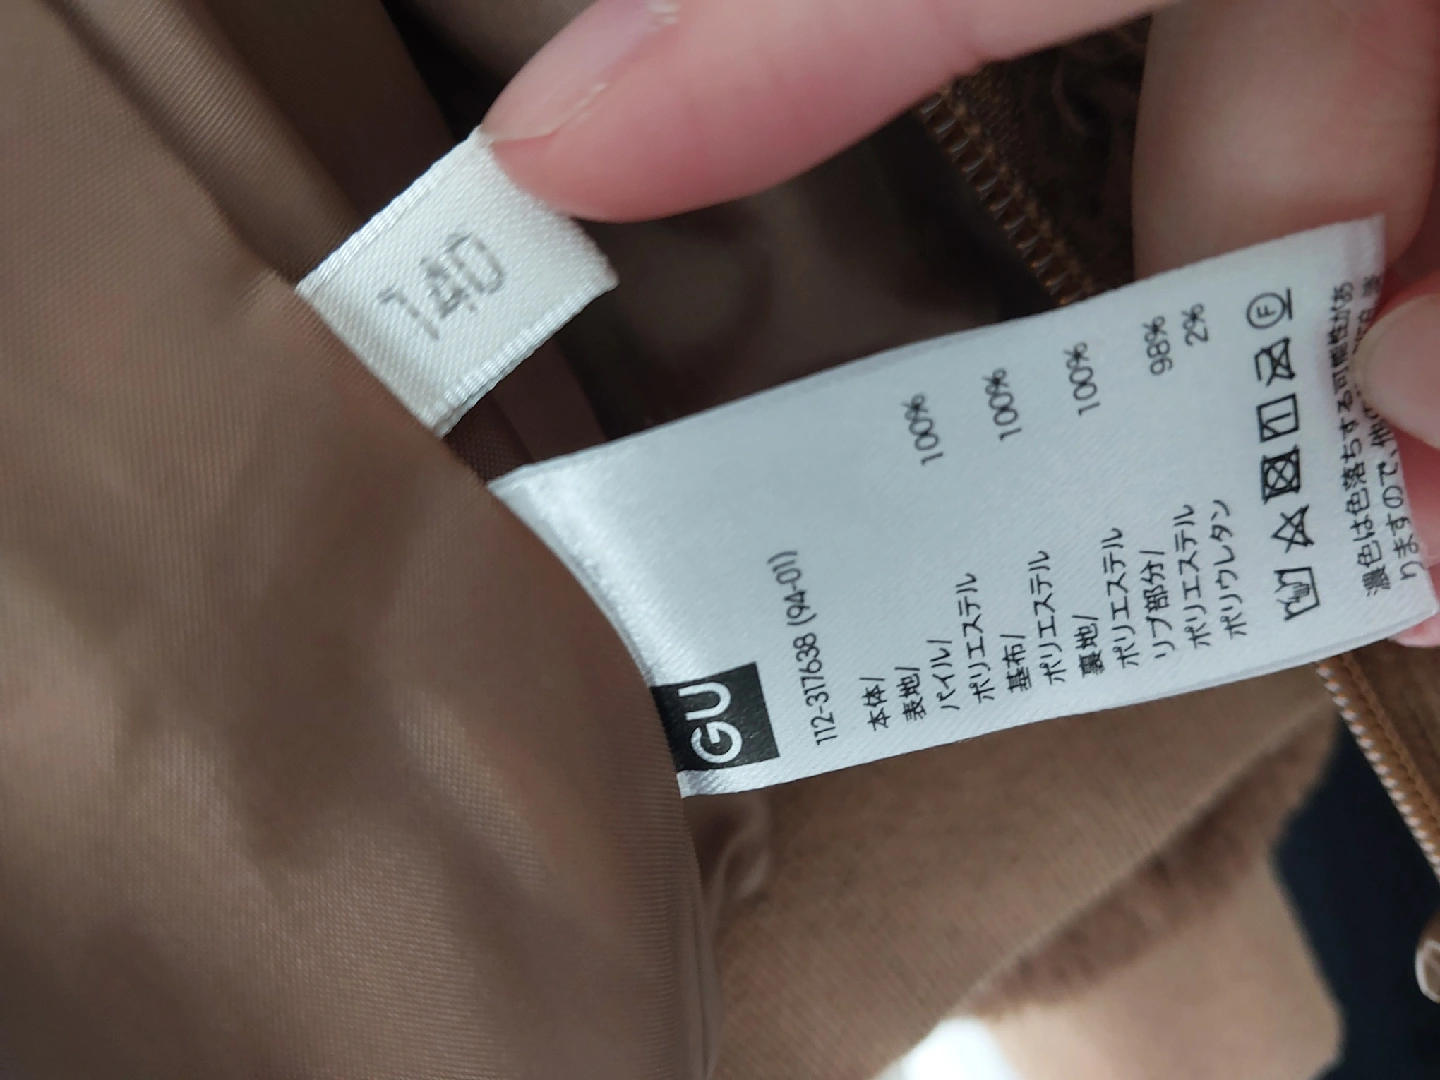 140
GU
112-317638 (94-01)
本体/
表地/
パイル/
ポリエステル 100%
基布/
ポリエステル 100%
裏地/
ポリエステル 100%
リブ部分/
ポリエステル 98%
ポリウレタン 2%
F
濃色は色落ちする可能性があ
りますので、他